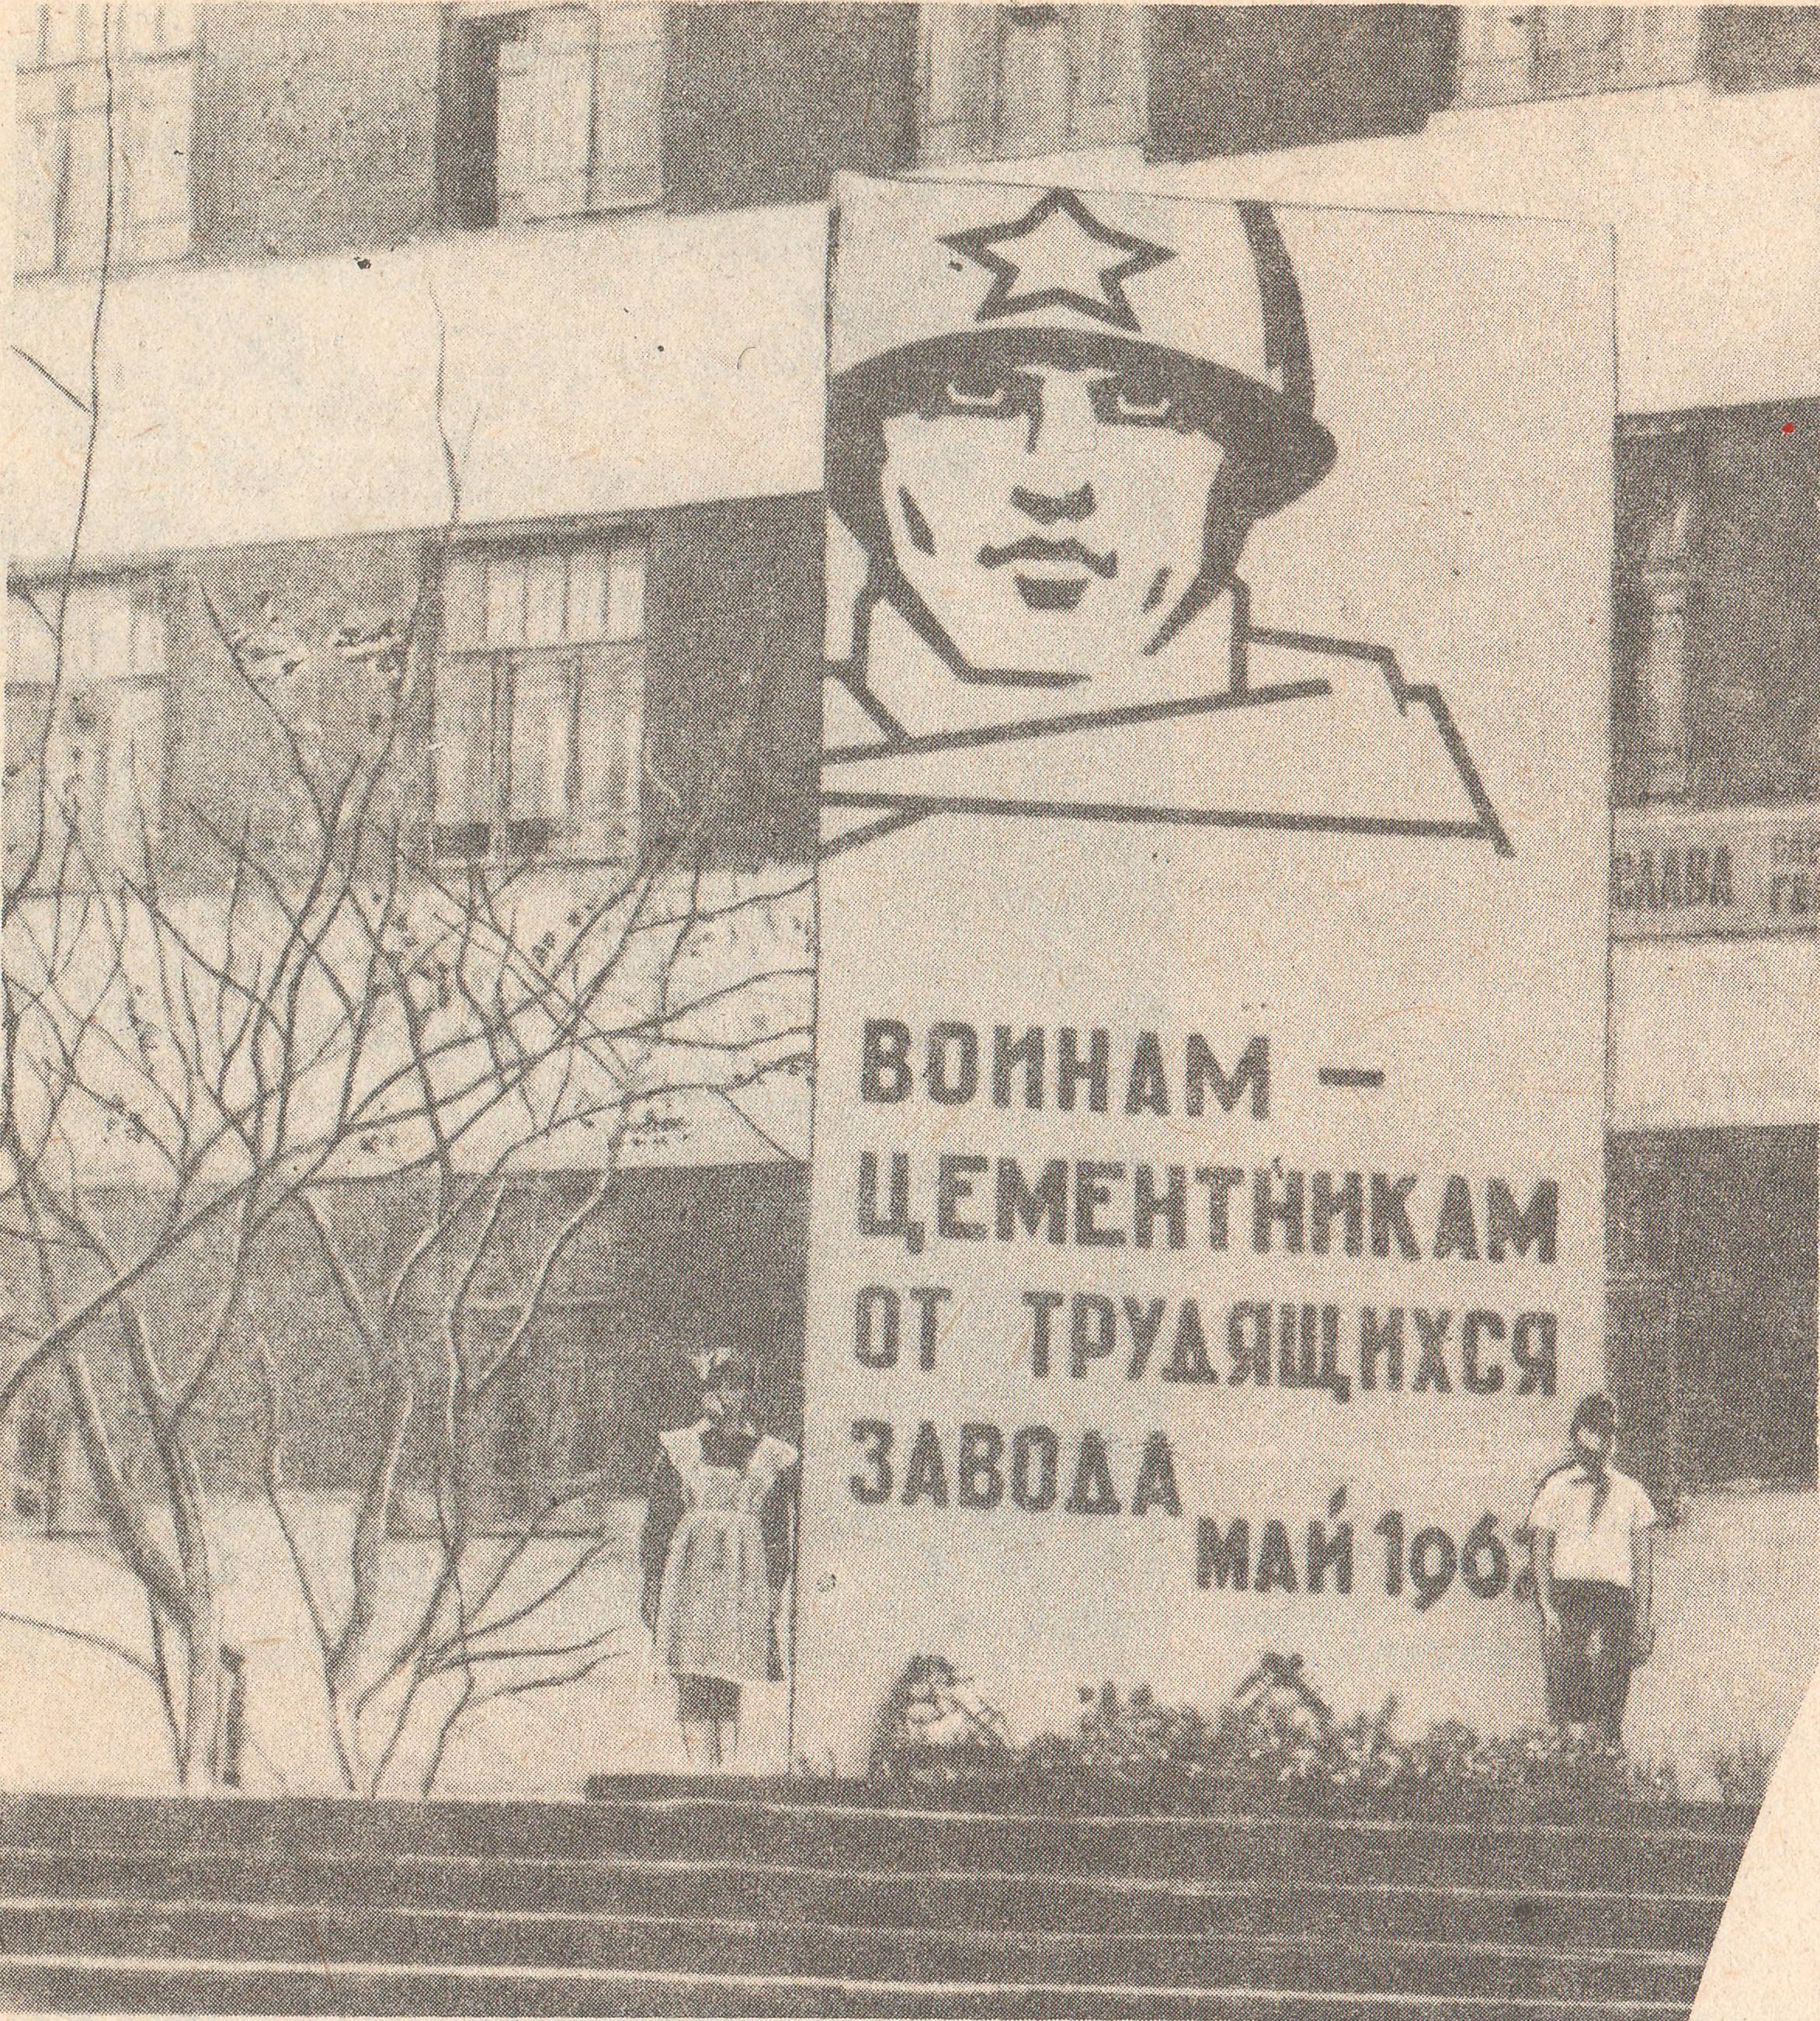 ВОИНАМ –
ЦЕМЕНТНИКАМ
ОТ ТРУДЯЩИХСЯ
ЗАВОДА
МАЙ
СЛАВА